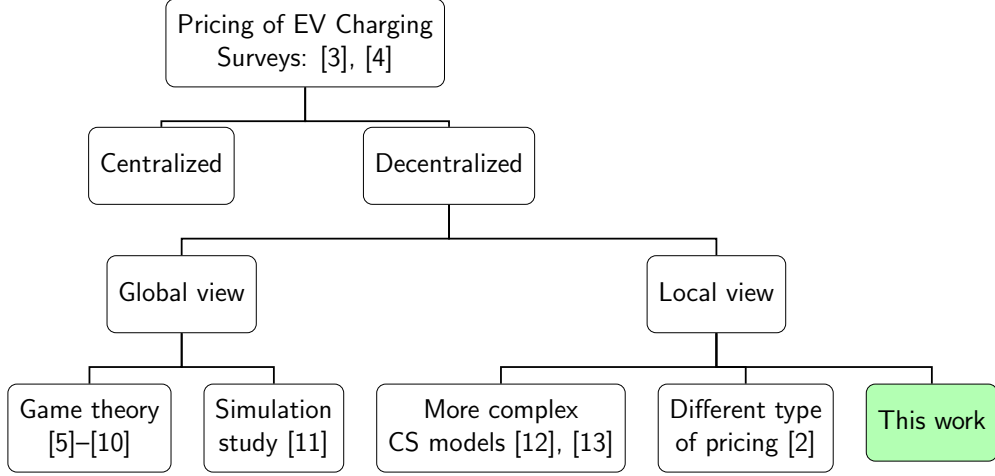 Pricing of EV Charging
Surveys: [3], [4]
Centralized
Decentralized
Global view
Local view
Game theory
[5]–[10]
Simulation
study [11]
More complex
CS models [12], [13]
Different type
of pricing [2]
This work